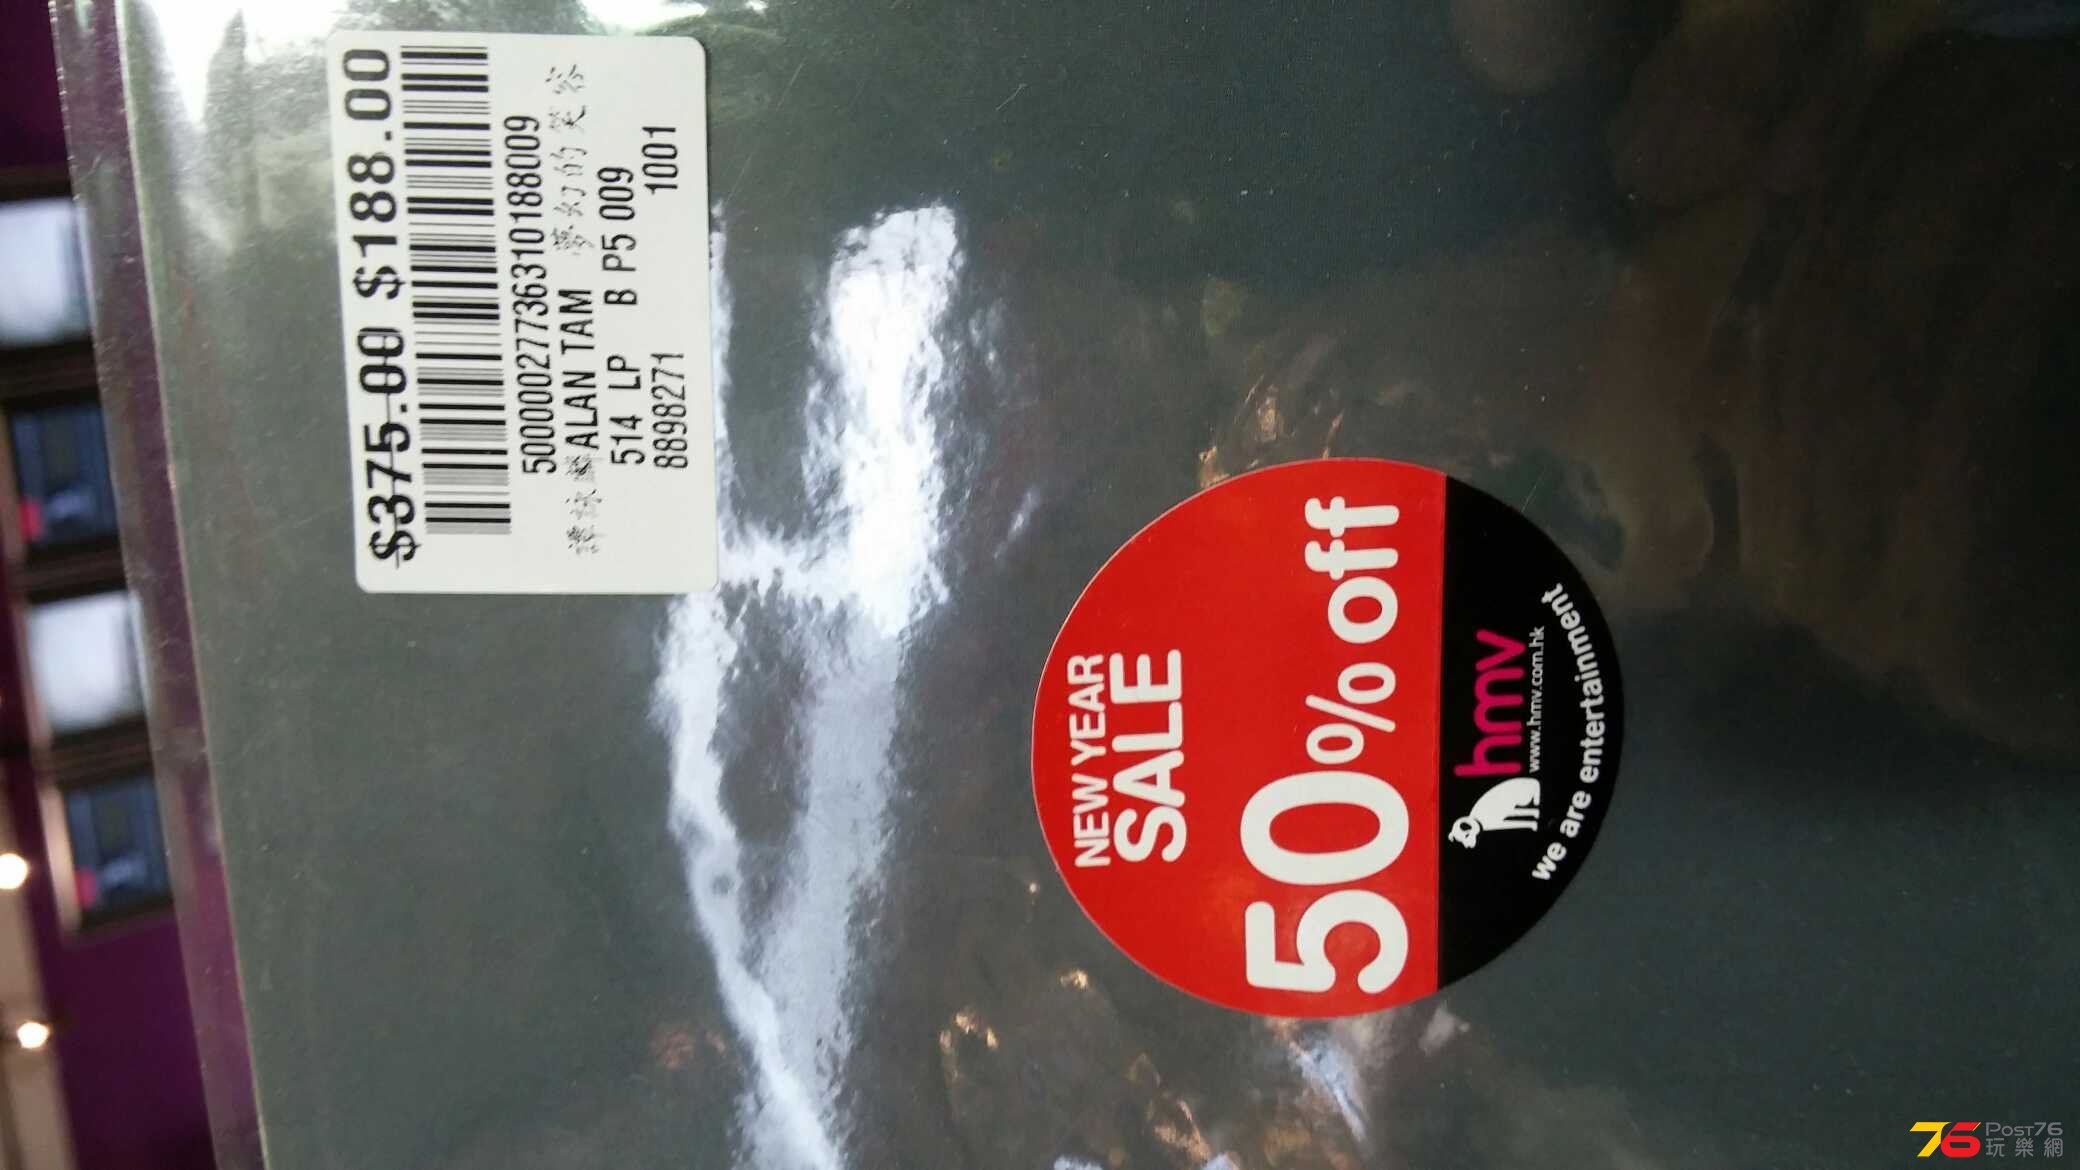 $375.00 $188.00
5000002773631018​8009
譚詠麟 ALAN TAM 夢幻的笑容
514 LP B P5 009
8898271 1001
NEW YEAR
SALE
50% off
hmv
www.hmv.com.hk
we are entertainment
76 POST76
玩樂網